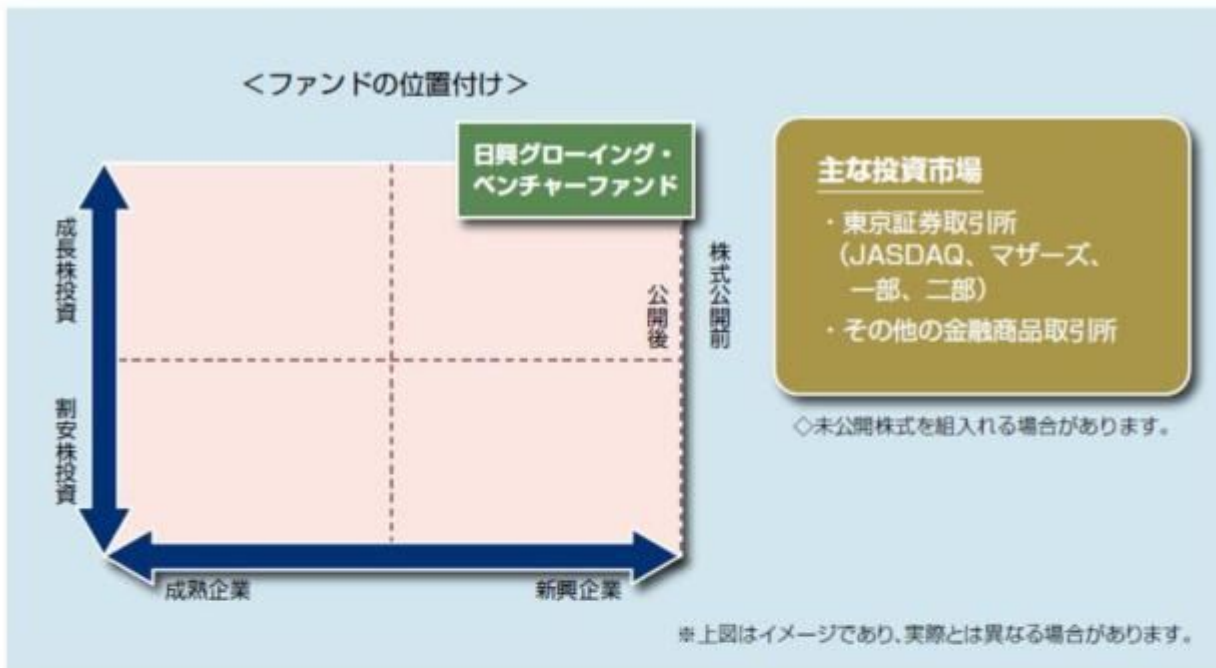 ＜ファンドの位置付け＞
日興グローイング・
ベンチャーファンド
成長株投資
割安株投資
公開後
株式公開前
成熟企業
新興企業
主な投資市場
・東京証券取引所
（JASDAQ、マザーズ、
一部、二部）
・その他の金融商品取引所
◇未公開株式を組入れる場合があります。
※上図はイメージであり、実際とは異なる場合があります。